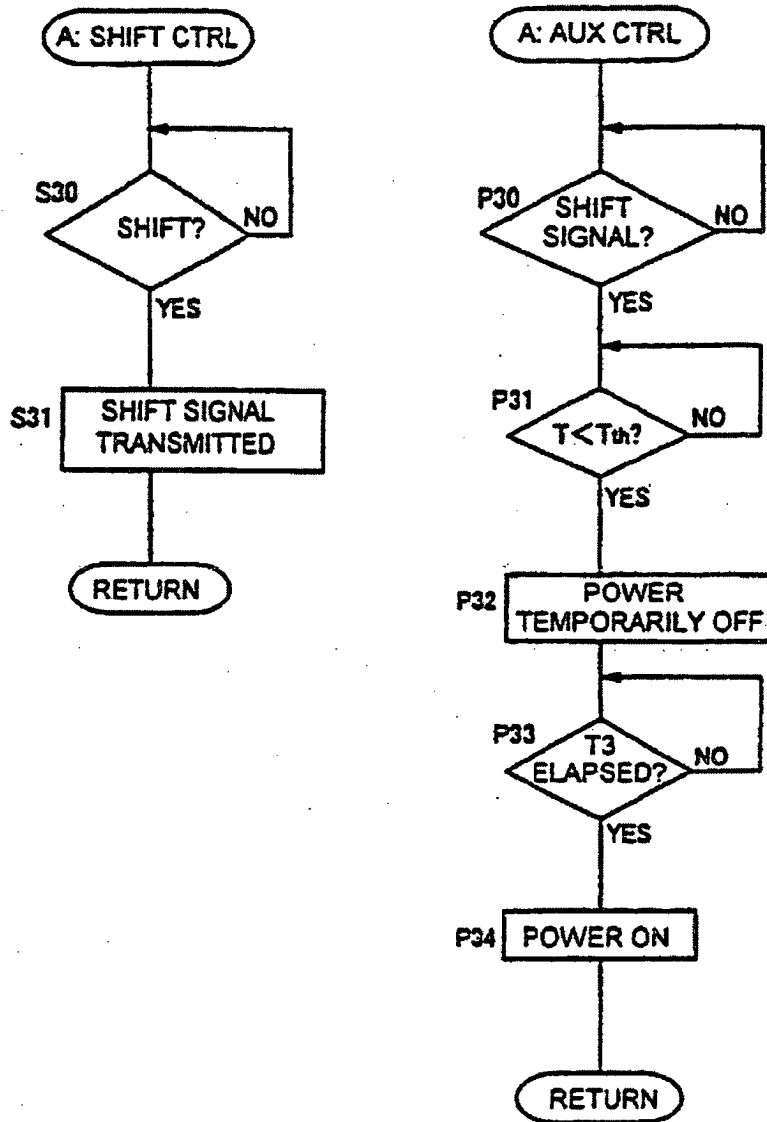 A: SHIFT CTRL
S30
SHIFT?
NO
YES
S31
SHIFT SIGNAL
TRANSMITTED
RETURN
A: AUX CTRL
P30
SHIFT
SIGNAL?
NO
YES
P31
T<Tth?
NO
YES
P32
POWER
TEMPORARILY OFF
P33
T3
ELAPSED?
NO
YES
P34
POWER ON
RETURN